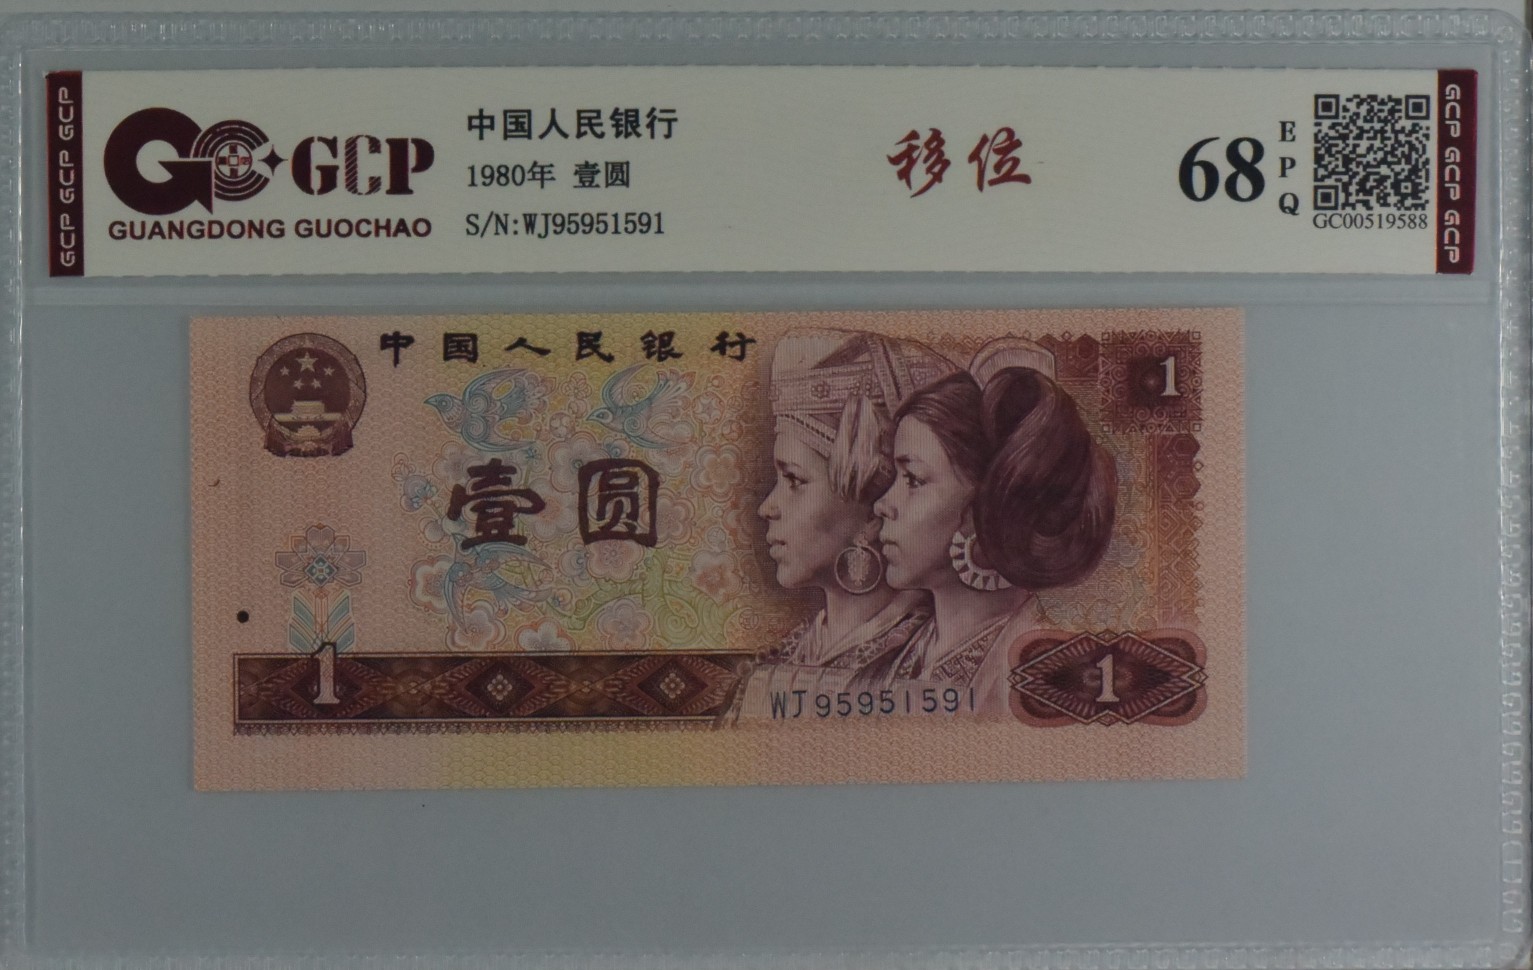 GCP GCP GCP
GCP
GUANGDONG GUOCHAO
中国人民银行
1980年 壹圆
S/N:WJ95951591
移位
68
EPQ
GC00519588
GCP GCP GCP
中国人民银行
1
壹圆
1
1
WJ95951591